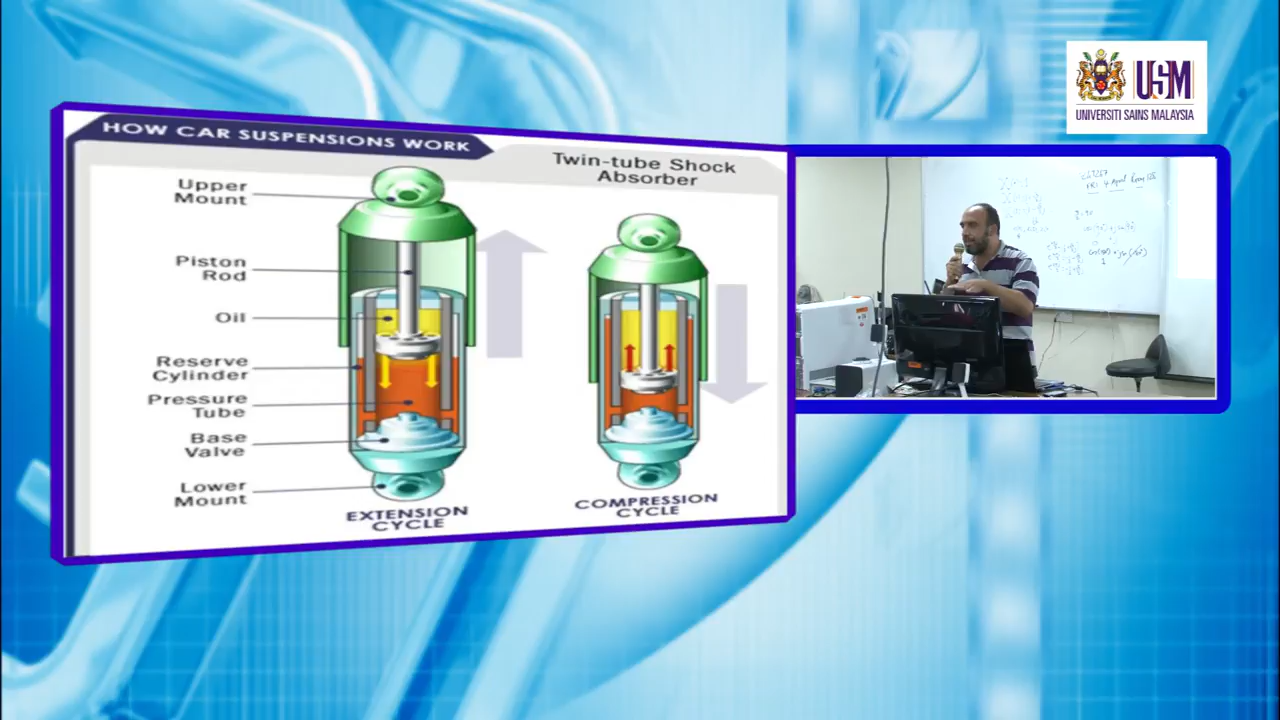 HOW CAR SUSPENSIONS WORK
Twin-tube Shock
Absorber
Upper
Mount
Piston
Rod
Oil
Reserve
Cylinder
Pressure
Tube
Base
Valve
Lower
Mount
EXTENSION
CYCLE
COMPRESSION
CYCLE
USM
UNIVERSITI SAINS MALAYSIA